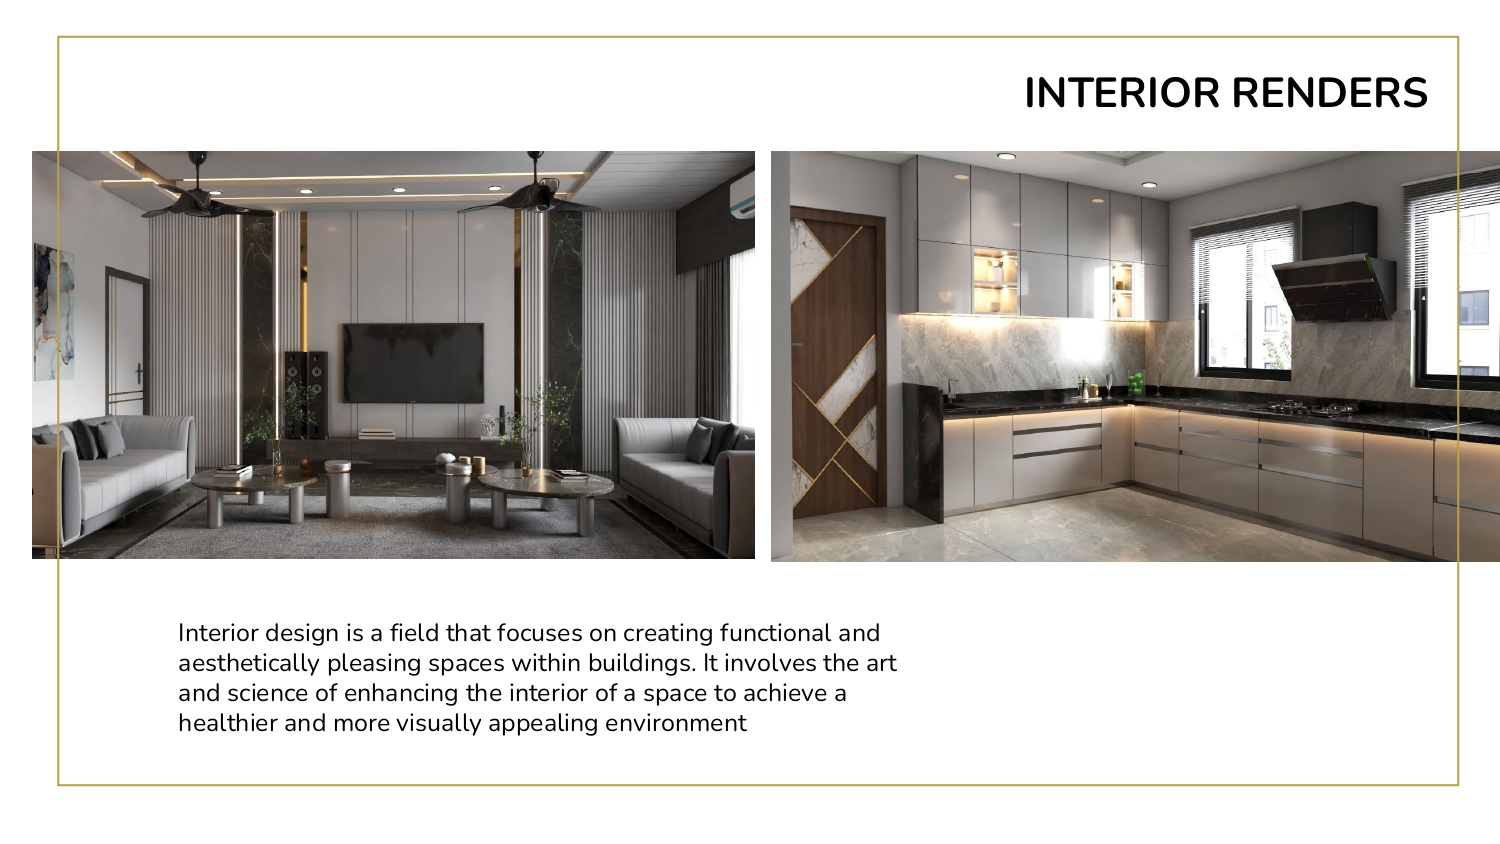 INTERIOR RENDERS
Interior design is a field that focuses on creating functional and
aesthetically pleasing spaces within buildings. It involves the art
and science of enhancing the interior of a space to achieve a
healthier and more visually appealing environment